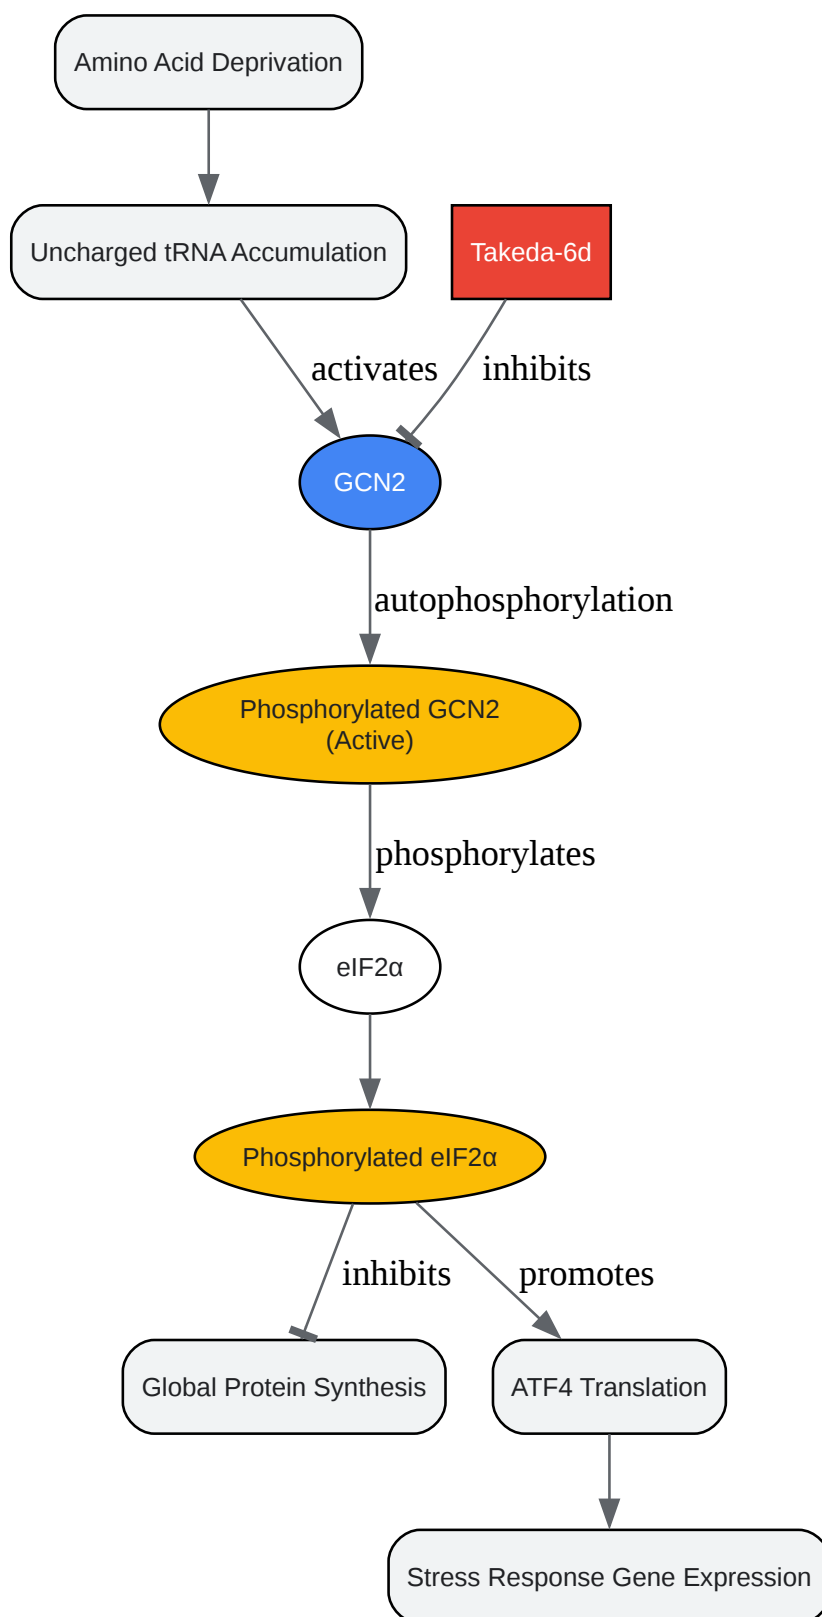 Amino Acid Deprivation
Uncharged tRNA Accumulation
Takeda-6d
activates
inhibits
GCN2
autophosphorylation
Phosphorylated GCN2
(Active)
phosphorylates
eIF2α
Phosphorylated eIF2α
inhibits
promotes
Global Protein Synthesis
ATF4 Translation
Stress Response Gene Expression